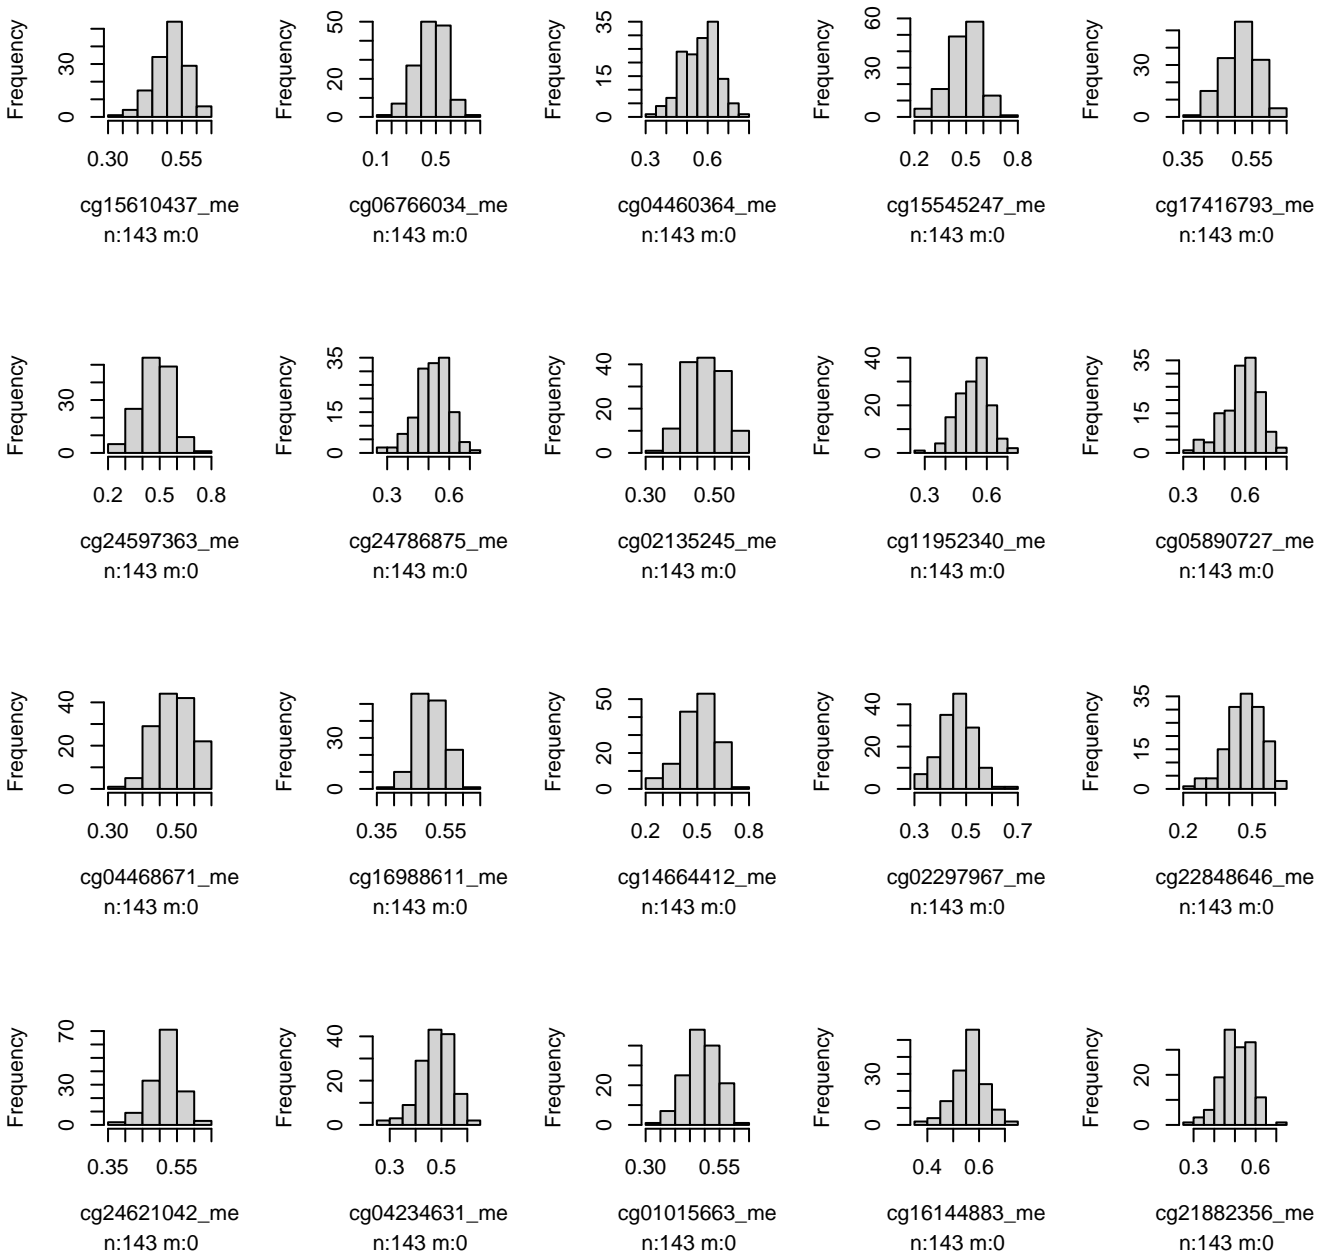 Frequency
0 30
0.30 0.55
cg15610437_me
n:143 m:0
Frequency
0 20 50
0.1 0.5
cg06766034_me
n:143 m:0
Frequency
0 15 35
0.3 0.6
cg04460364_me
n:143 m:0
Frequency
0 30 60
0.2 0.5 0.8
cg15545247_me
n:143 m:0
Frequency
0 30
0.35 0.55
cg17416793_me
n:143 m:0
Frequency
0 30
0.2 0.5 0.8
cg24597363_me
n:143 m:0
Frequency
0 15 35
0.3 0.6
cg24786875_me
n:143 m:0
Frequency
0 20 40
0.30 0.50
cg02135245_me
n:143 m:0
Frequency
0 20 40
0.3 0.6
cg11952340_me
n:143 m:0
Frequency
0 15 35
0.3 0.6
cg05890727_me
n:143 m:0
Frequency
0 20 40
0.30 0.50
cg04468671_me
n:143 m:0
Frequency
0 30
0.35 0.55
cg16988611_me
n:143 m:0
Frequency
0 20 50
0.2 0.5 0.8
cg14664412_me
n:143 m:0
Frequency
0 20 40
0.3 0.5 0.7
cg02297967_me
n:143 m:0
Frequency
0 15 35
0.2 0.5
cg22848646_me
n:143 m:0
Frequency
0 30 70
0.35 0.55
cg24621042_me
n:143 m:0
Frequency
0 20 40
0.3 0.5
cg04234631_me
n:143 m:0
Frequency
0 20
0.30 0.55
cg01015663_me
n:143 m:0
Frequency
0 30
0.4 0.6
cg16144883_me
n:143 m:0
Frequency
0 20
0.3 0.6
cg21882356_me
n:143 m:0